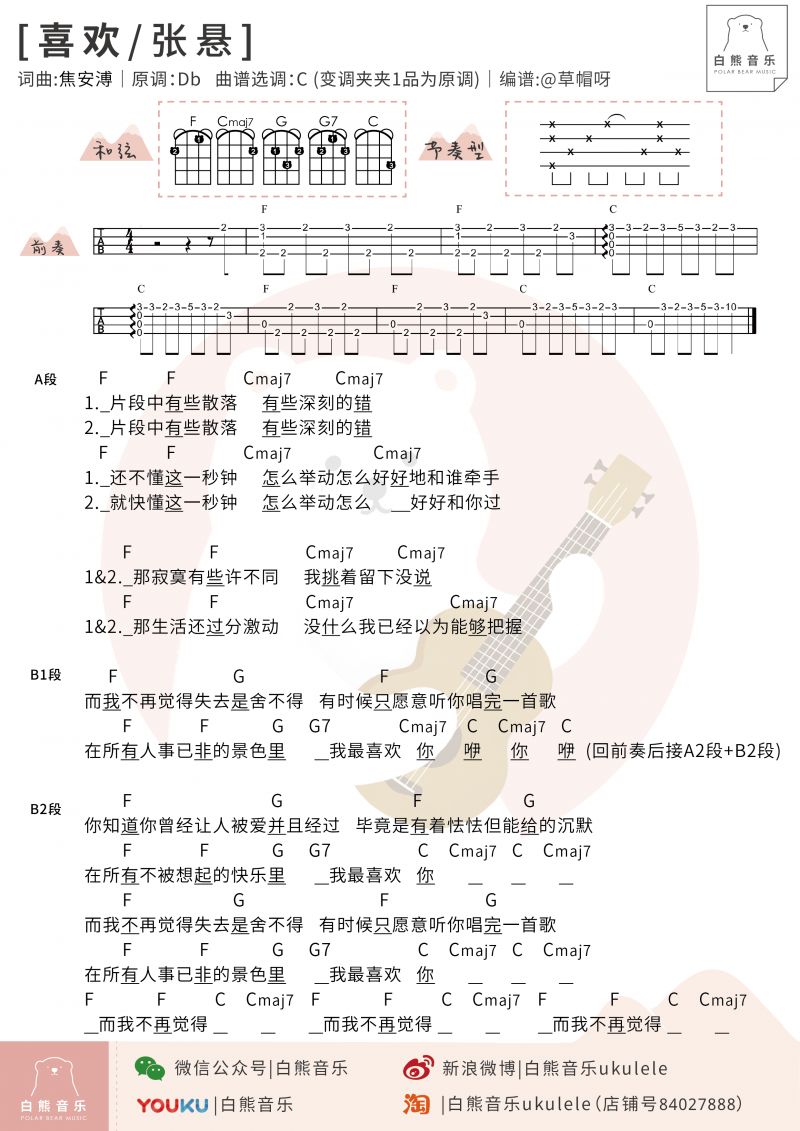 [喜欢/张悬]
白熊音乐
POLAR BEAR MUSIC
词曲:焦安溥｜原调:Db 曲谱选调:C (变调夹夹1品为原调)｜编谱:@草帽呀
和弦
F Cmaj7 G G7 C
节奏型
前奏
F F C
C F F C C
A段
F F Cmaj7 Cmaj7
1._片段中有些散落 有些深刻的错
2._片段中有些散落 有些深刻的错
F F Cmaj7 Cmaj7
1._还不懂这一秒钟 怎么举动怎么好好地和谁牵手
2._就快懂这一秒钟 怎么举动怎么 __好好和你过
F F Cmaj7 Cmaj7
1&2._那寂寞有些许不同 我挑着留下没说
F F Cmaj7 Cmaj7
1&2._那生活还过分激动 没什么我已经以为能够把握
B1段
F G F G
而我不再觉得失去是舍不得 有时候只愿意听你唱完一首歌
F F G G7 Cmaj7 C Cmaj7 C
在所有人事已非的景色里 __我最喜欢 你 咿 你 咿 (回前奏后接A2段+B2段)
B2段
F G F G
你知道你曾经让人被爱并且经过 毕竟是有着怯怯但能给的沉默
F F G G7 C Cmaj7 C Cmaj7
在所有不被想起的快乐里 __我最喜欢 你 __ __ __
F G F G
而我不再觉得失去是舍不得 有时候只愿意听你唱完一首歌
F F G G7 C Cmaj7 C Cmaj7
在所有人事已非的景色里 __我最喜欢 你 __ __ __
F F C Cmaj7 F F C Cmaj7 F F C Cmaj7
__而我不再觉得 __ __ __而我不再觉得 __ __ __而我不再觉得 __ __
白熊音乐
POLAR BEAR MUSIC
微信公众号|白熊音乐
新浪微博|白熊音乐ukulele
YOUKU|白熊音乐
淘|白熊音乐ukulele(店铺号84027888)